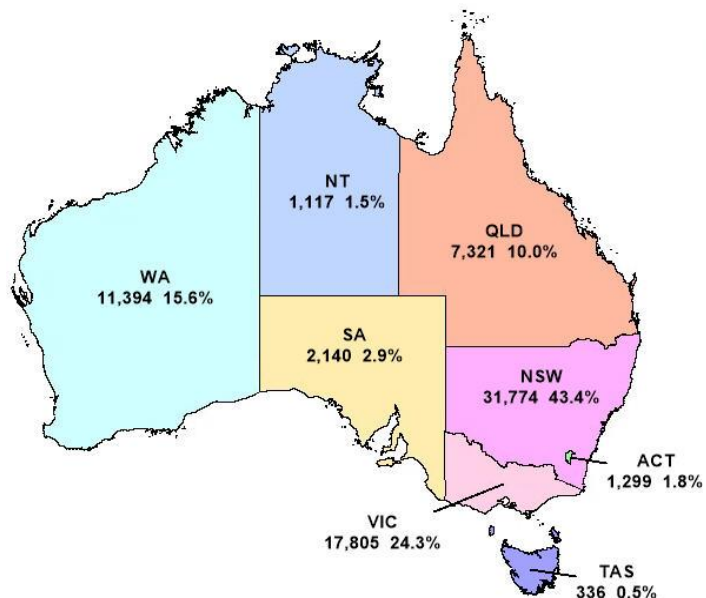 NT
1,117 1.5%
QLD
7,321 10.0%
WA
11,394 15.6%
SA
2,140 2.9%
NSW
31,774 43.4%
ACT
1,299 1.8%
VIC
17,805 24.3%
TAS
336 0.5%